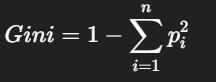 Gini = 1 − ∑_{i=1}^{n} p_i^2